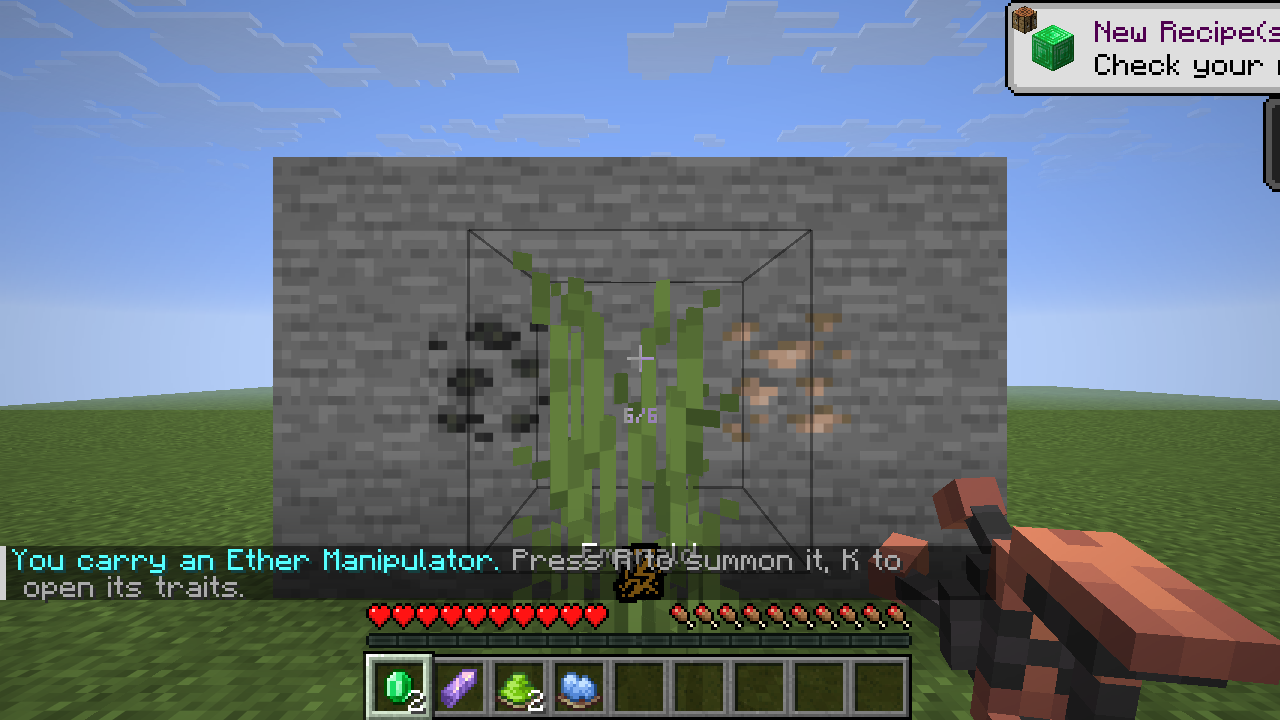 New Recipe(s
Check your
6/6
Emerald
You carry an Ether Manipulator. Press R to summon it, K to
open its traits.
2
2